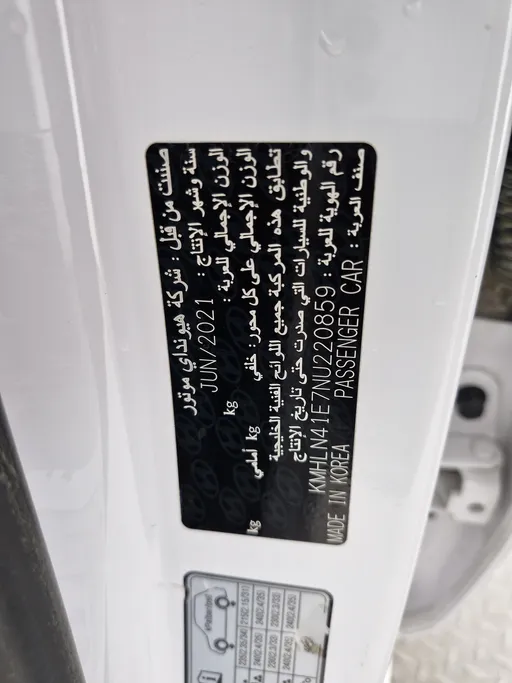 صنعت من قبل : شركة هيونداي موتور
سنة وشهر الإنتاج : JUN/2021
الوزن الإجمالي للعربة : kg
الوزن الإجمالي على كل محور: خلفي kg أمامي kg
تطابق هذه المركبة جميع اللوائح الفنية الخليجية
والوطنية للسيارات التي صدرت حتى تاريخ الإنتاج
رقم الهوية للعربة : KMHLN41E7NU220859
صنف العربة : PASSENGER CAR
MADE IN KOREA